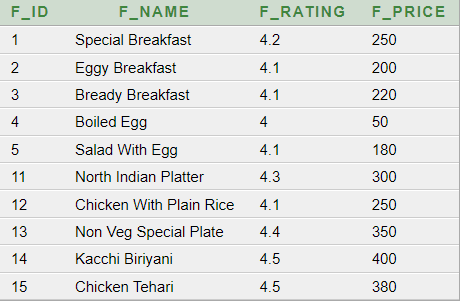 F_ID F_NAME F_RATING F_PRICE
1 Special Breakfast 4.2 250
2 Eggy Breakfast 4.1 200
3 Bready Breakfast 4.1 220
4 Boiled Egg 4 50
5 Salad With Egg 4.1 180
11 North Indian Platter 4.3 300
12 Chicken With Plain Rice 4.1 250
13 Non Veg Special Plate 4.4 350
14 Kacchi Biriyani 4.5 400
15 Chicken Tehari 4.5 380